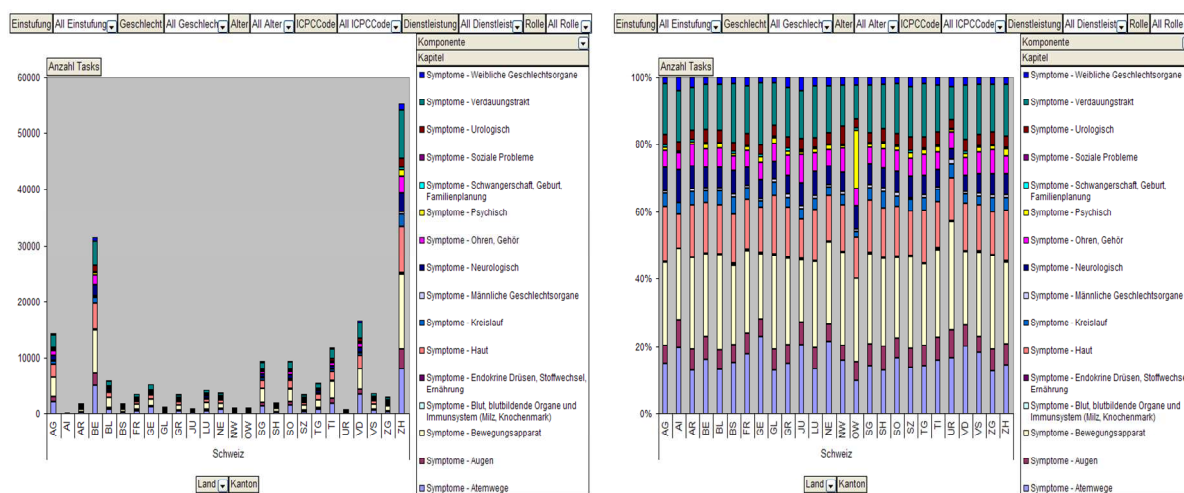 Einstufung All Einstufung Geschlecht All Geschlech Alter All Alter ICPCCode All ICPCCode Dienstleistung All Dienstleist Rolle All Rolle
Komponente
Kapitel
Anzahl Tasks
Symptome - Weibliche Geschlechtsorgane
Symptome - Verdauungstrakt
Symptome - Urologisch
Symptome - Soziale Probleme
Symptome - Schwangerschaft, Geburt.
Familienplanung
Symptome - Psychisch
Symptome - Ohren, Gehör
Symptome - Neurologisch
Symptome - Männliche Geschlechtsorgane
Symptome - Kreislauf
Symptome - Haut
Symptome - Endokrine Drüsen, Stoffwechsel,
Ernährung
Symptome - Blut, blutbildende Organe und
Immunsystem (Milz, Knochenmark)
Symptome - Bewegungsapparat
Symptome - Augen
Symptome - Atemwege
60000
50000
40000
30000
20000
10000
0
AG AI AR BE BL BS FR GE GL GR JU LU NE NW OW SG SH SO SZ TG TI UR VD VS ZG ZH
Schweiz
Land Kanton
Einstufung All Einstufung Geschlecht All Geschlech Alter All Alter ICPCCode All ICPCCode Dienstleistung All Dienstleist Rolle All Rolle
Komponente
Kapitel
Anzahl Tasks
Symptome - Weibliche Geschlechtsorgane
Symptome - Verdauungstrakt
Symptome - Urologisch
Symptome - Soziale Probleme
Symptome - Schwangerschaft, Geburt.
Familienplanung
Symptome - Psychisch
Symptome - Ohren, Gehör
Symptome - Neurologisch
Symptome - Männliche Geschlechtsorgane
Symptome - Kreislauf
Symptome - Haut
Symptome - Endokrine Drüsen, Stoffwechsel
Ernährung
Symptome - Blut, blutbildende Organe und
Immunsystem (Milz, Knochenmark)
Symptome - Bewegungsapparat
Symptome - Augen
Symptome - Atemwege
100%
80%
60%
40%
20%
0%
AG AI AR BE BL BS FR GE GL GR JU LU NE NW OW SG SH SO SZ TG TI UR VD VS ZG ZH
Schweiz
Land Kanton